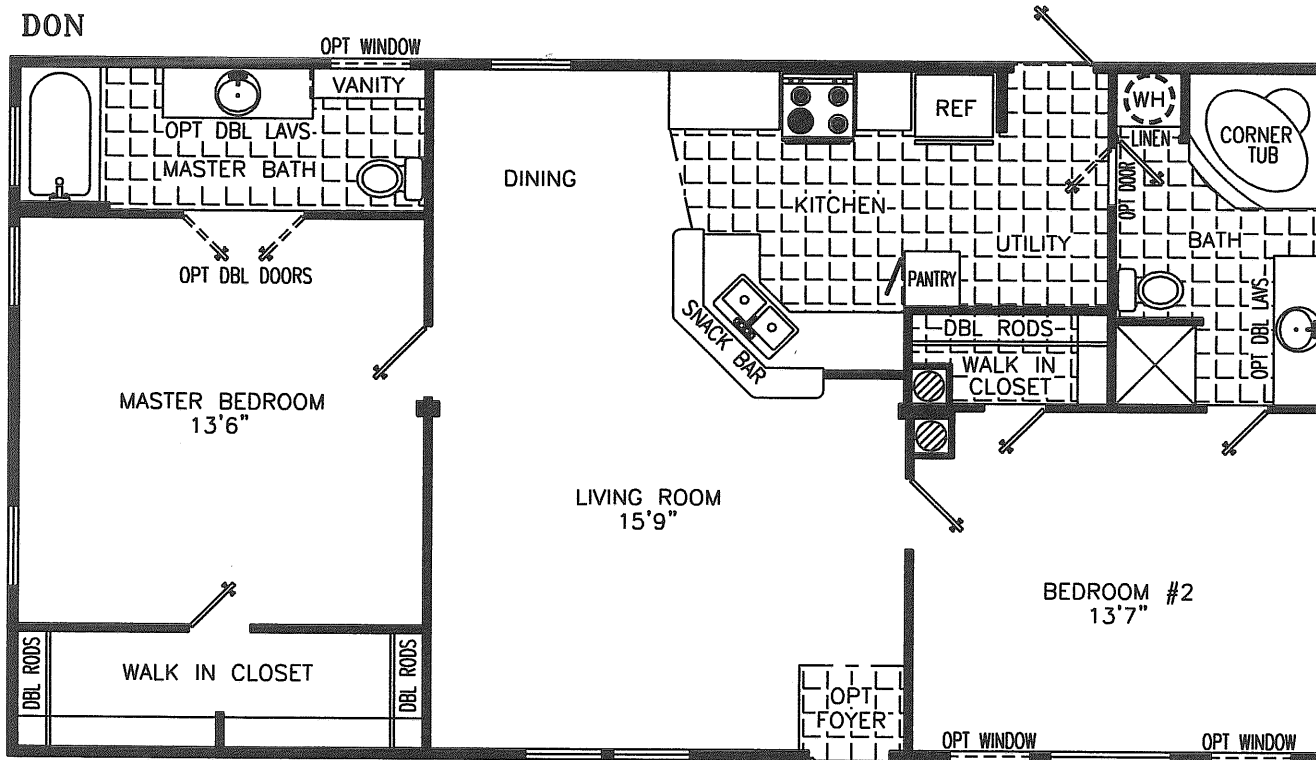 DON
OPT WINDOW
VANITY
OPT DBL LAVS
MASTER BATH
OPT DBL DOORS
MASTER BEDROOM
13'6"
DBL RODS
WALK IN CLOSET
DBL RODS
DINING
REF
KITCHEN
UTILITY
PANTRY
SNACK BAR
DBL RODS
WALK IN
CLOSET
LIVING ROOM
15'9"
OPT
FOYER
WH
LINEN
CORNER
TUB
OPT DOOR
BATH
OPT DBL LAVS
BEDROOM #2
13'7"
OPT WINDOW
OPT WINDOW